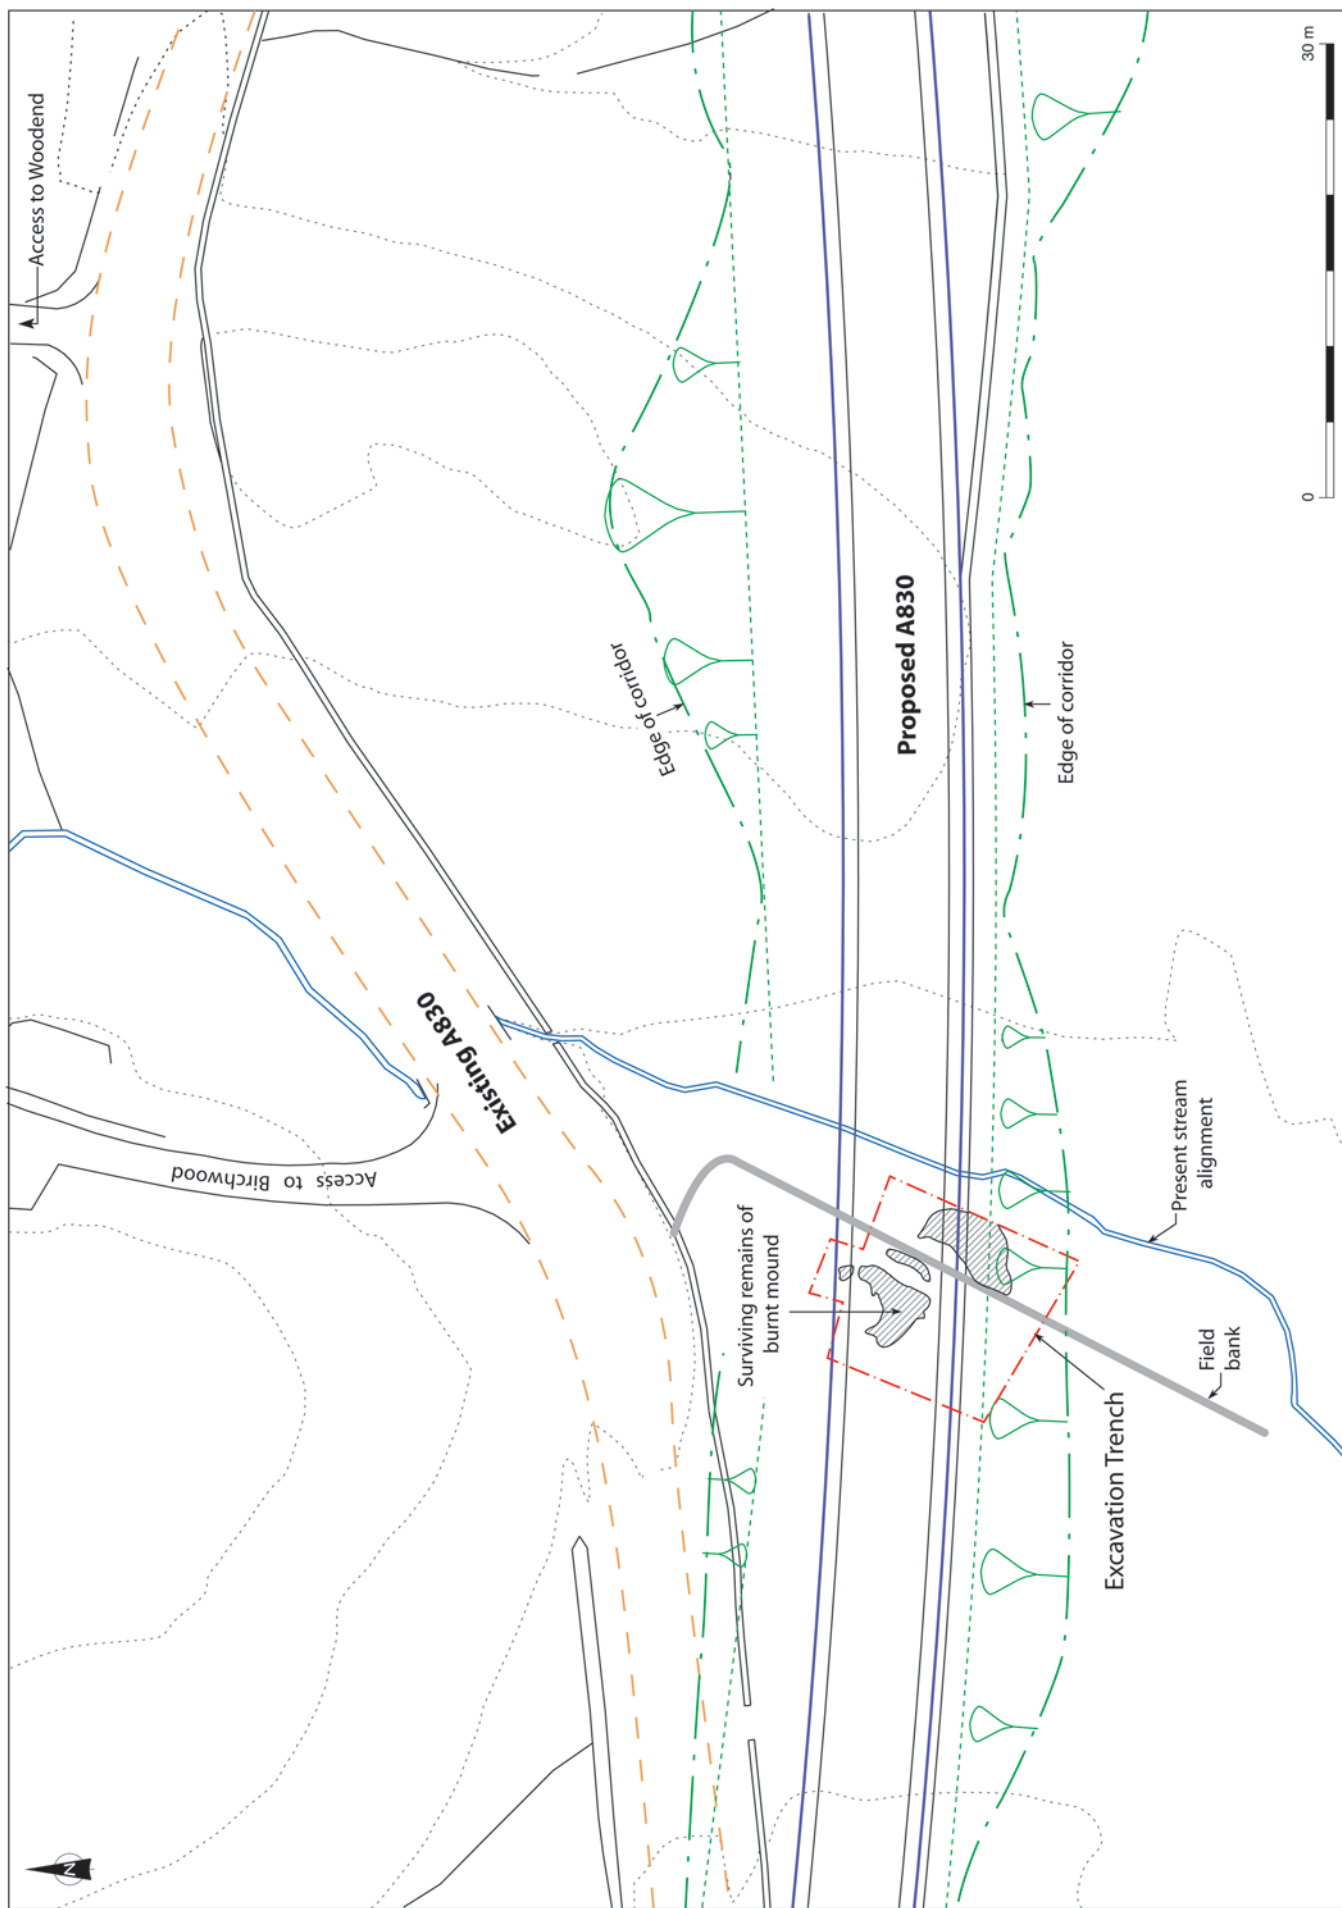 Access to Woodend
30 m
0
Existing A830
Access to Birchwood
Edge of corridor
Proposed A830
Edge of corridor
Surviving remains of
burnt mound
Present stream
alignment
Field
bank
Excavation Trench
N